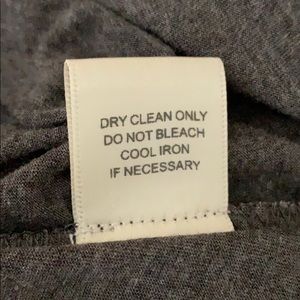 DRY CLEAN ONLY
DO NOT BLEACH
COOL IRON
IF NECESSARY